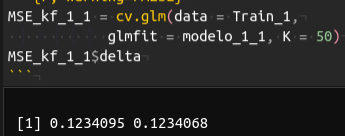 MSE_kf_1_1 = cv.glm(data = Train_1,
glmfit = modelo_1_1, K = 50)
MSE_kf_1_1$delta
```
[1] 0.1234095 0.1234068